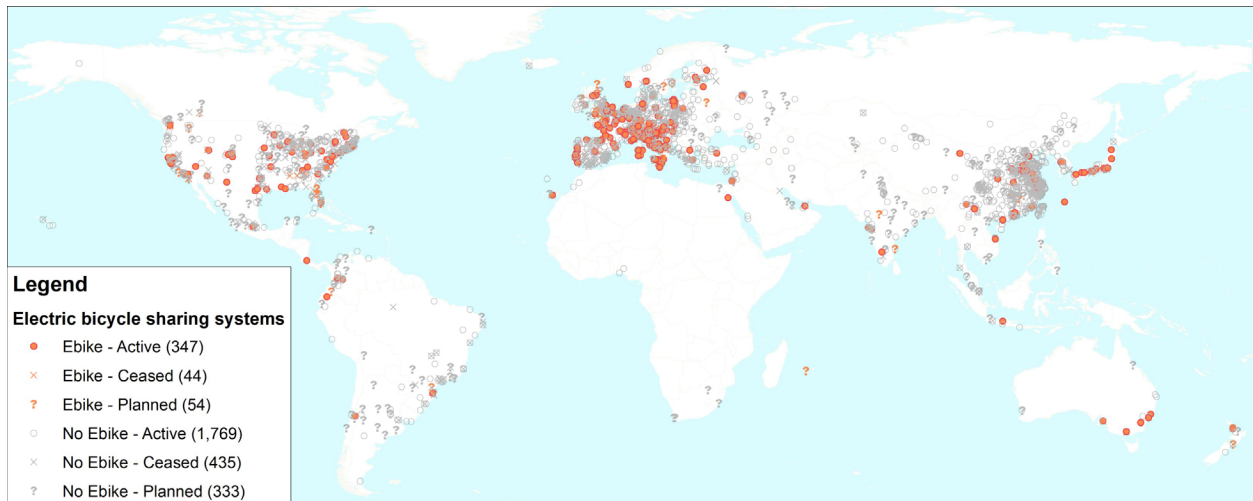 Legend
Electric bicycle sharing systems
Ebike - Active (347)
Ebike - Ceased (44)
Ebike - Planned (54)
No Ebike - Active (1,769)
No Ebike - Ceased (435)
No Ebike - Planned (333)